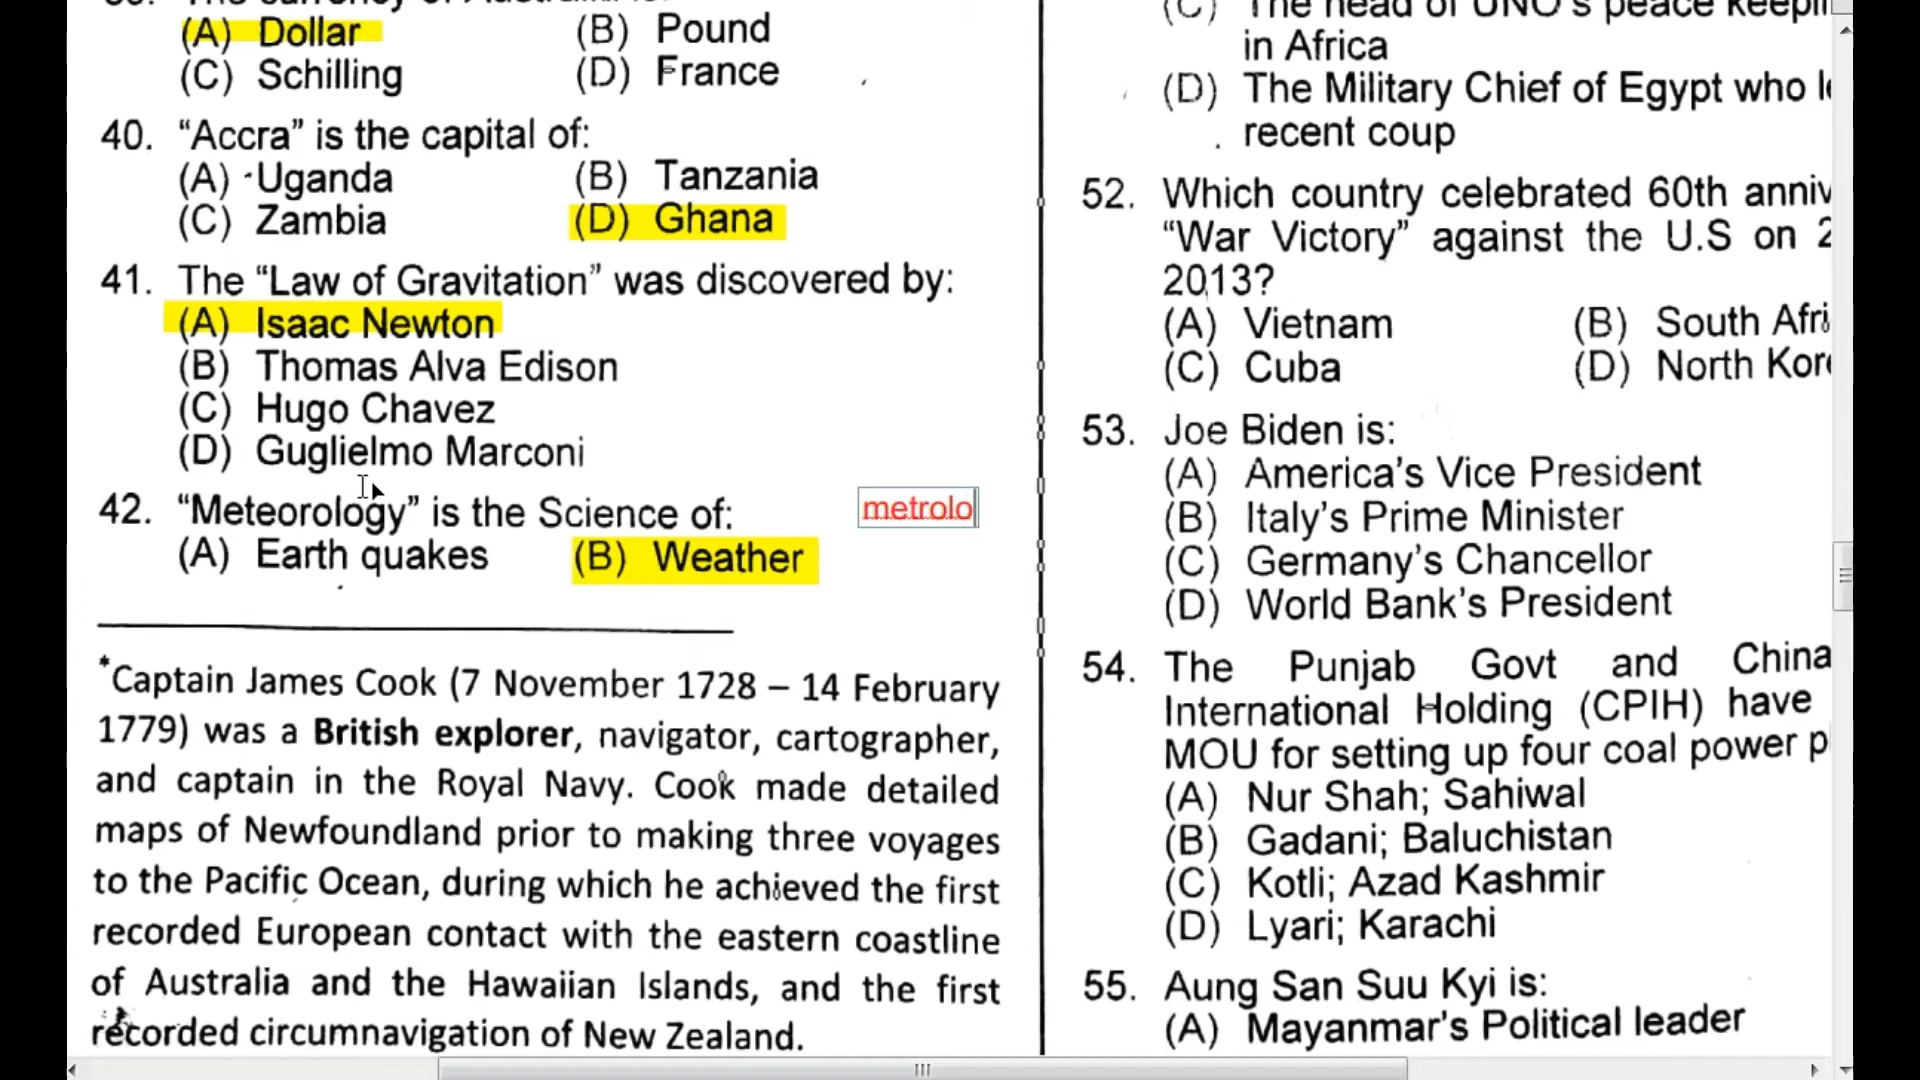 (A) Dollar (B) Pound
(C) Schilling (D) France
40. “Accra” is the capital of:
(A) Uganda (B) Tanzania
(C) Zambia (D) Ghana
41. The “Law of Gravitation” was discovered by:
(A) Isaac Newton
(B) Thomas Alva Edison
(C) Hugo Chavez
(D) Guglielmo Marconi
42. “Meteorology” is the Science of:
metrolo
(A) Earth quakes (B) Weather
*Captain James Cook (7 November 1728 – 14 February
1779) was a British explorer, navigator, cartographer,
and captain in the Royal Navy. Cook made detailed
maps of Newfoundland prior to making three voyages
to the Pacific Ocean, during which he achieved the first
recorded European contact with the eastern coastline
of Australia and the Hawaiian Islands, and the first
recorded circumnavigation of New Zealand.
(C) The head of UNO's peace
in Africa
(D) The Military Chief of Egypt who
recent coup
52. Which country celebrated 60th
“War Victory” against the U.S on
2013?
(A) Vietnam (B) South
(C) Cuba (D) North
53. Joe Biden is:
(A) America's Vice President
(B) Italy's Prime Minister
(C) Germany's Chancellor
(D) World Bank's President
54. The Punjab Govt and China
International Holding (CPIH) have
MOU for setting up four coal power
(A) Nur Shah; Sahiwal
(B) Gadani; Baluchistan
(C) Kotli; Azad Kashmir
(D) Lyari; Karachi
55. Aung San Suu Kyi is:
(A) Mayanmar's Political leader